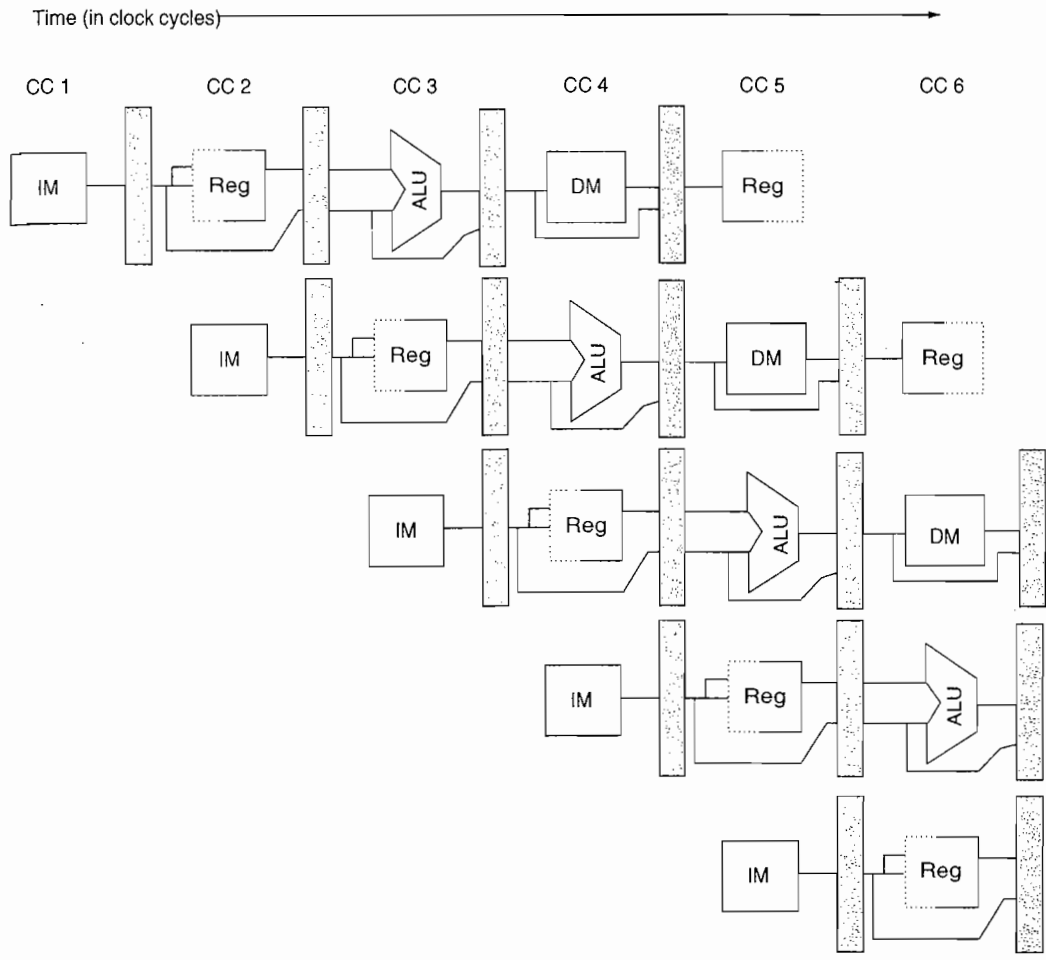 Time (in clock cycles)
CC 1 CC 2 CC 3 CC 4 CC 5 CC 6
IM Reg ALU DM Reg
IM Reg ALU DM Reg
IM Reg ALU DM
IM Reg ALU
IM Reg